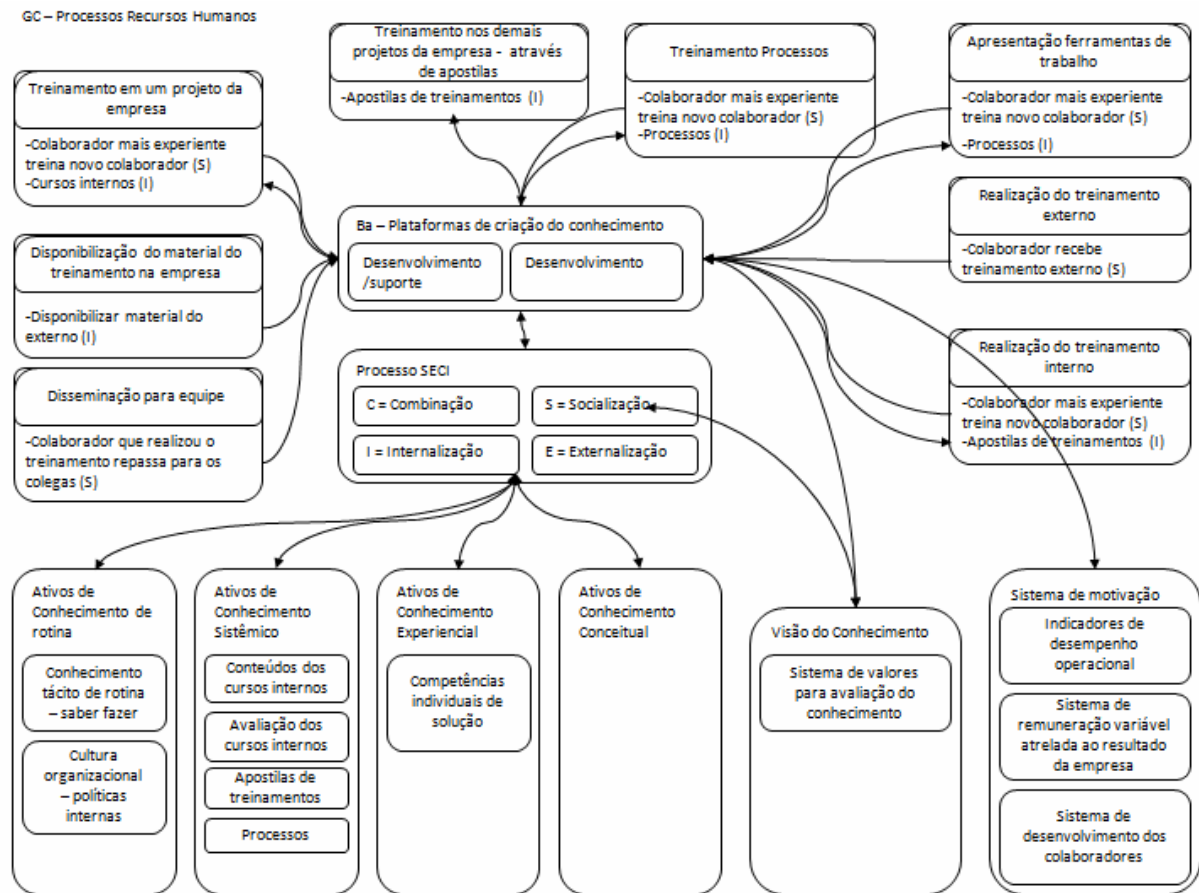 GC – Processos Recursos Humanos
Treinamento em um projeto da
empresa
-Colaborador mais experiente
treina novo colaborador (S)
-Cursos internos (I)
Treinamento nos demais
projetos da empresa - através
de apostilas
-Apostilas de treinamentos (I)
Treinamento Processos
-Colaborador mais experiente
treina novo colaborador (S)
-Processos (I)
Apresentação ferramentas de
trabalho
-Colaborador mais experiente
treina novo colaborador (S)
-Processos (I)
Disponibilização do material do
treinamento na empresa
-Disponibilizar material do
externo (I)
Ba – Plataformas de criação do conhecimento
Desenvolvimento
/suporte
Desenvolvimento
Realização do treinamento
externo
-Colaborador recebe
treinamento externo (S)
Disseminação para equipe
-Colaborador que realizou o
treinamento repassa para os
colegas (S)
Processo SECI
C = Combinação
S = Socialização
I = Internalização
E = Externalização
Realização do treinamento
interno
-Colaborador mais experiente
treina novo colaborador (S)
-Apostilas de treinamentos (I)
Ativos de
Conhecimento de
rotina
Conhecimento
tácito de rotina
– saber fazer
Cultura
organizacional
– políticas
internas
Ativos de
Conhecimento
Sistêmico
Conteúdos dos
cursos internos
Avaliação dos
cursos internos
Apostilas de
treinamentos
Processos
Ativos de
Conhecimento
Experiencial
Competências
individuais de
solução
Ativos de
Conhecimento
Conceitual
Visão do Conhecimento
Sistema de valores
para avaliação do
conhecimento
Sistema de motivação
Indicadores de
desempenho
operacional
Sistema de
remuneração variável
atrelada ao resultado
da empresa
Sistema de
desenvolvimento dos
colaboradores